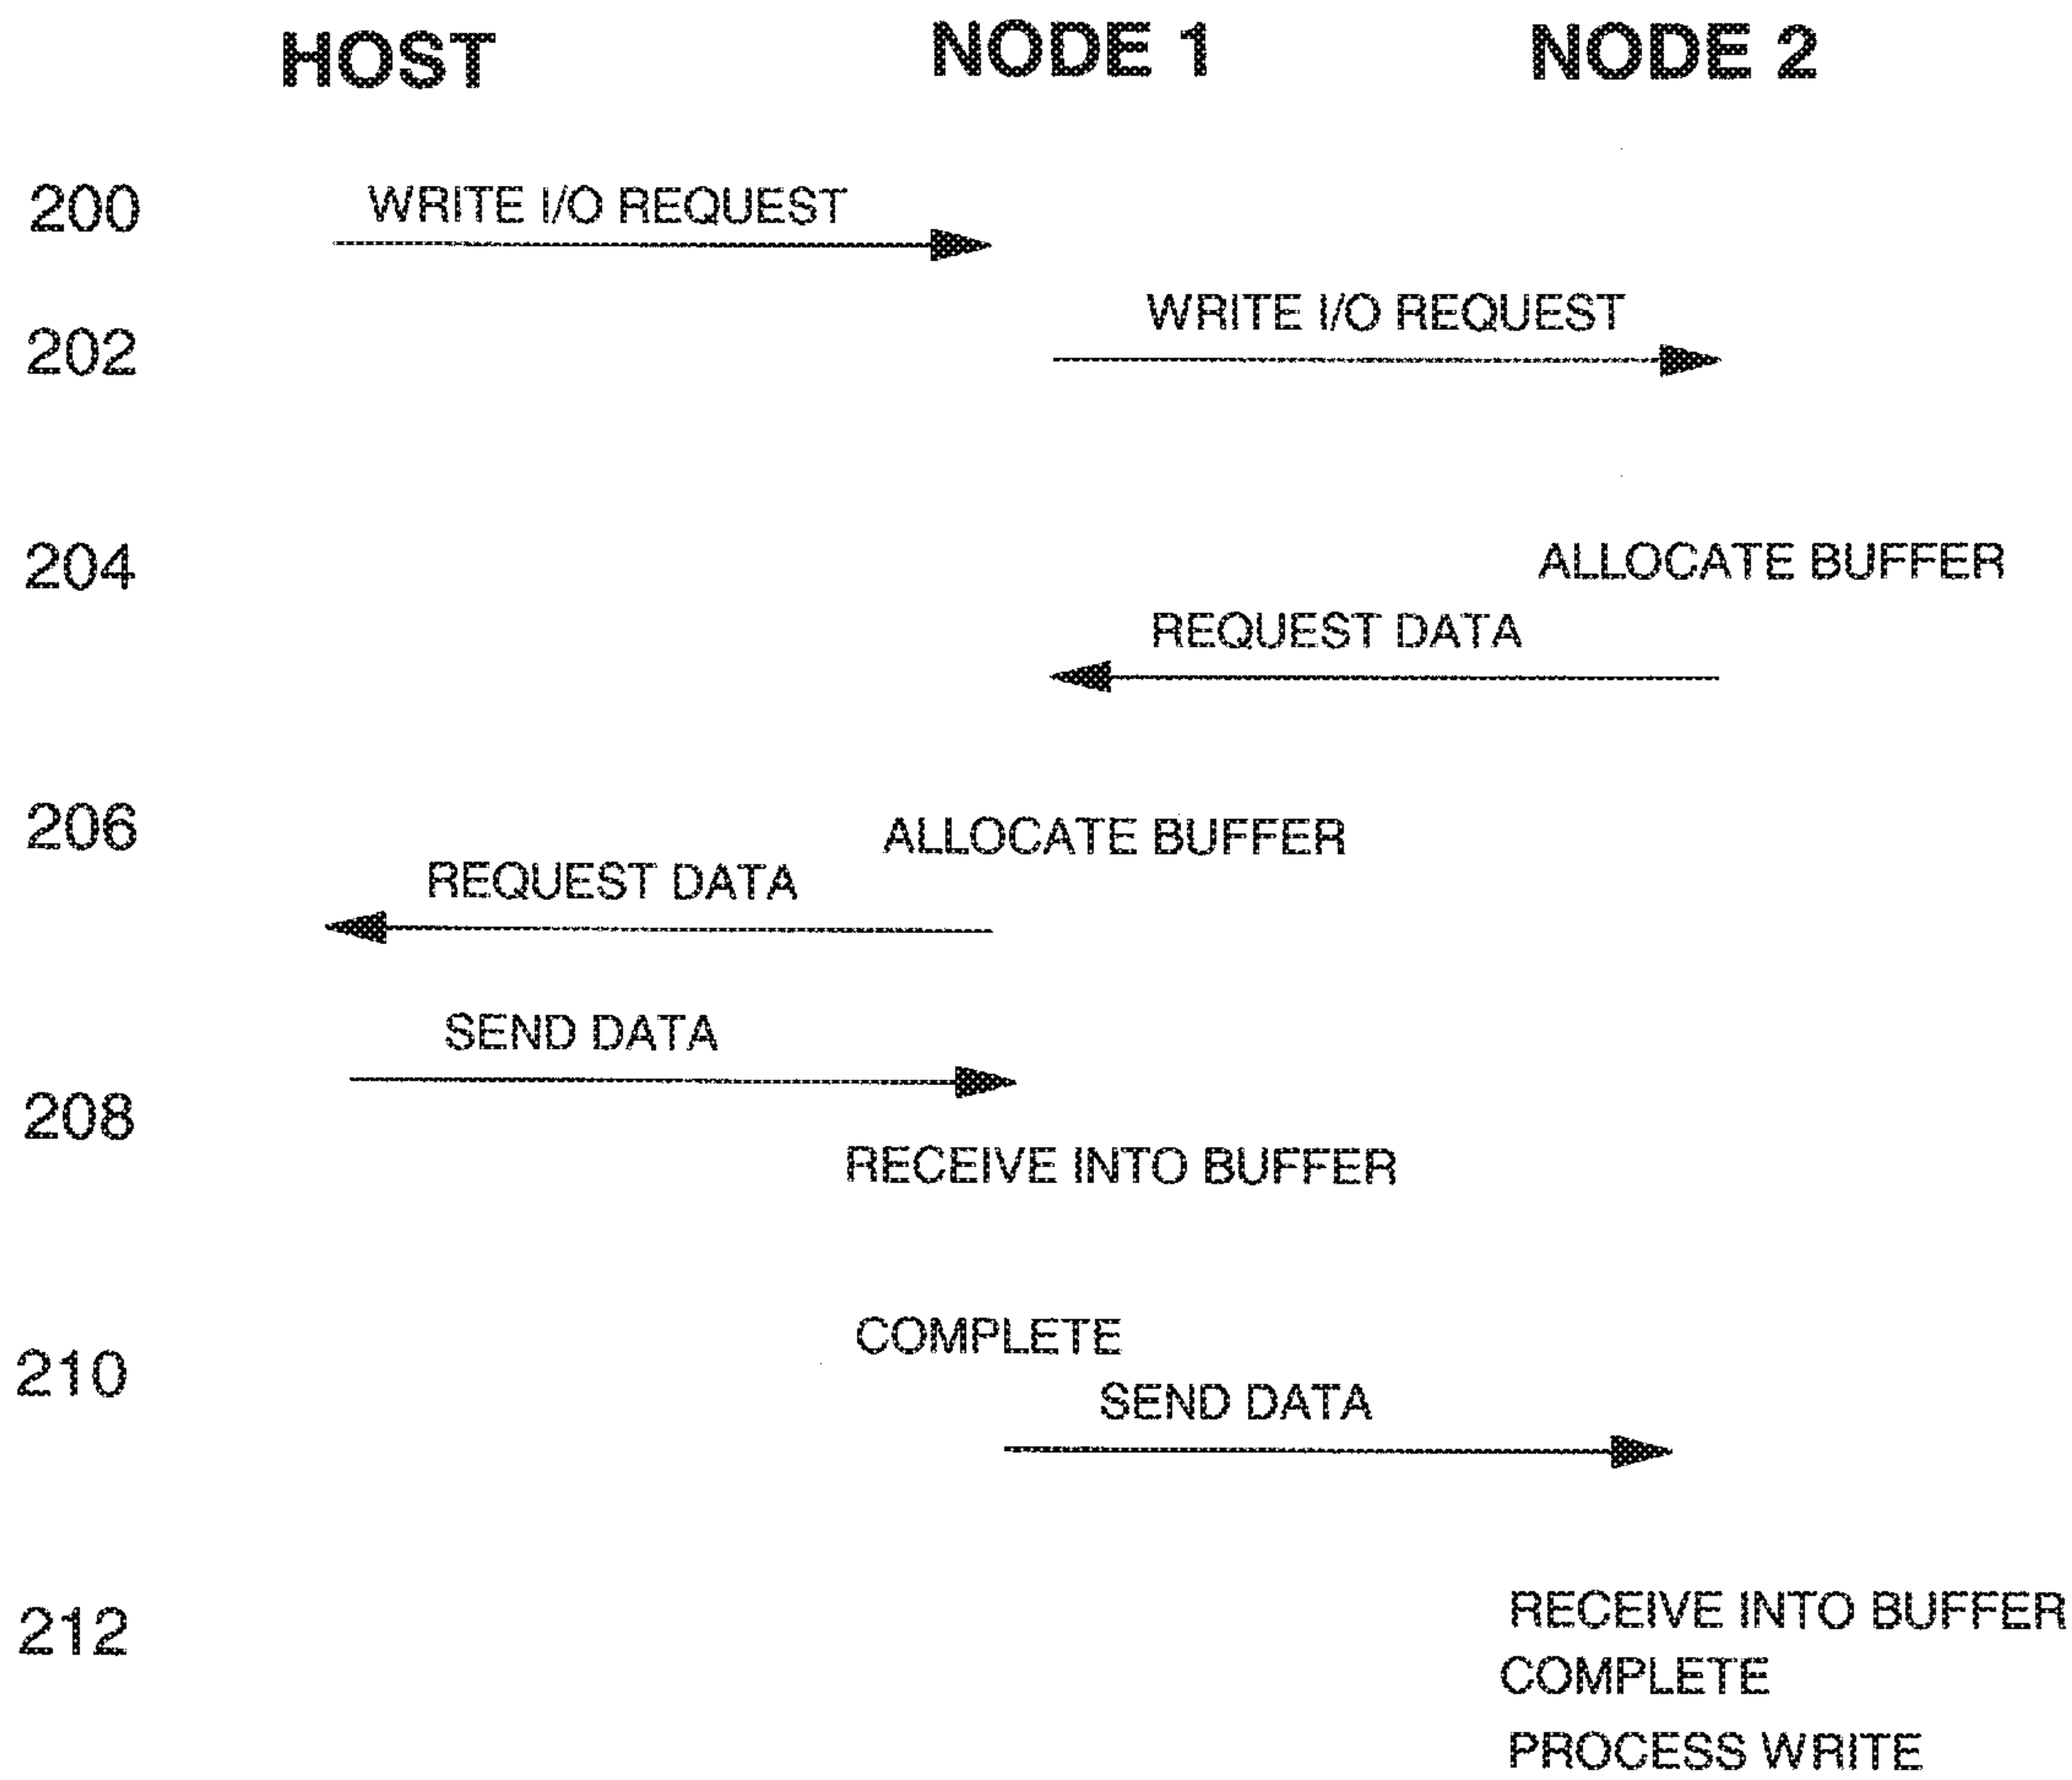 HOST NODE 1 NODE 2
200 WRITE I/O REQUEST
WRITE I/O REQUEST
202
204 ALLOCATE BUFFER
REQUEST DATA
206 ALLOCATE BUFFER
REQUEST DATA
SEND DATA
208
RECEIVE INTO BUFFER
COMPLETE
210
SEND DATA
RECEIVE INTO BUFFER
212
COMPLETE
PROCESS WRITE